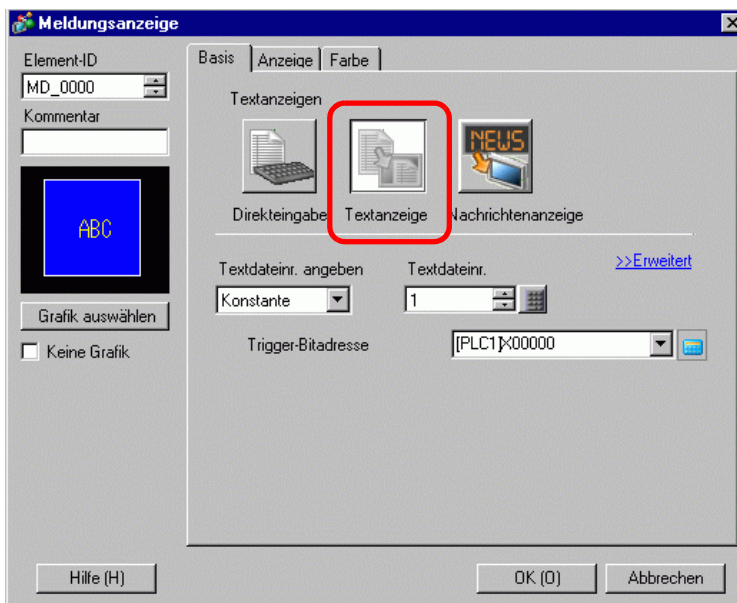 Meldungsanzeige
Element-ID
MD_0000
Kommentar
ABC
Grafik auswählen
Keine Grafik
Basis Anzeige Farbe
Textanzeigen
NEWS
Direkteingabe Textanzeige Nachrichtenanzeige
>>Erweitert
Textdateinr. angeben Textdateinr.
Konstante 1
Trigger-Bitadresse [PLC1]X00000
Hilfe (H) OK (O) Abbrechen